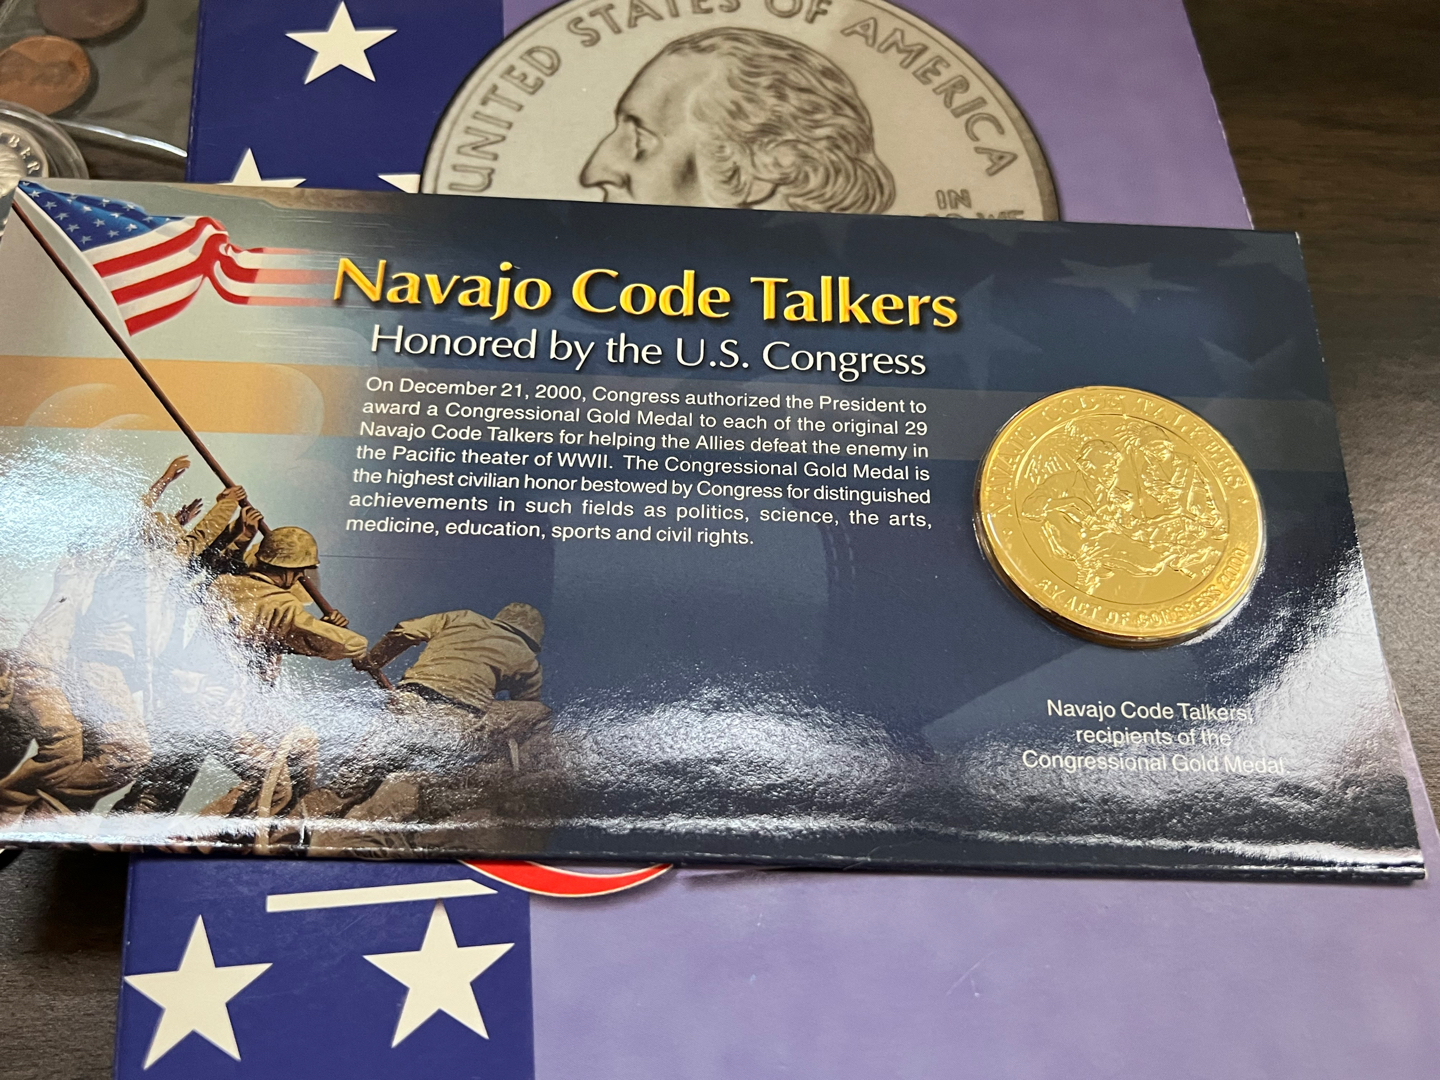 UNITED STATES OF AMERICA
IN
BER
Navajo Code Talkers
Honored by the U.S. Congress
On December 21, 2000, Congress authorized the President to
award a Congressional Gold Medal to each of the original 29
Navajo Code Talkers for helping the Allies defeat the enemy in
the Pacific theater of WWII. The Congressional Gold Medal is
the highest civilian honor bestowed by Congress for distinguished
achievements in such fields as politics, science, the arts,
medicine, education, sports and civil rights.
NAVAJO CODE TALKERS
BY ACT OF CONGRESS 2000
Navajo Code Talkers,
recipients of the
Congressional Gold Medal.